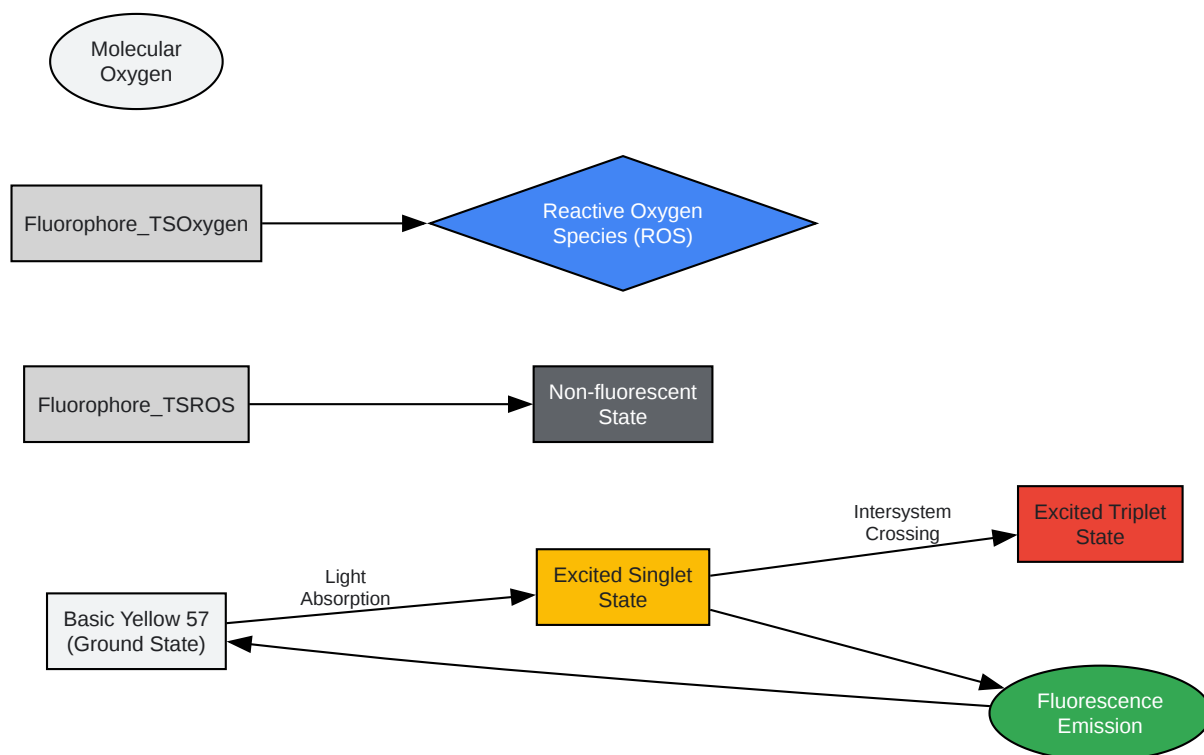 Molecular
Oxygen
Fluorophore_TSOxygen
Reactive Oxygen
Species (ROS)
Fluorophore_TSROS
Non-fluorescent
State
Intersystem
Crossing
Excited Triplet
State
Light
Absorption
Excited Singlet
State
Basic Yellow 57
(Ground State)
Fluorescence
Emission